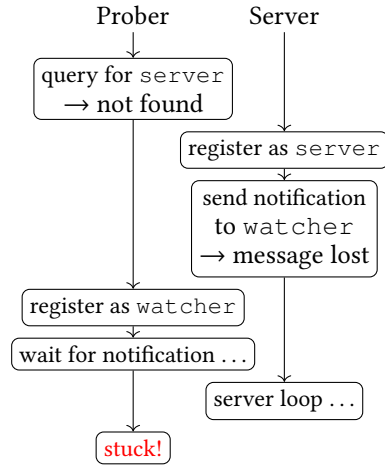 Prober
Server
query for server
→ not found
register as server
send notification
to watcher
→ message lost
register as watcher
wait for notification …
server loop …
stuck!